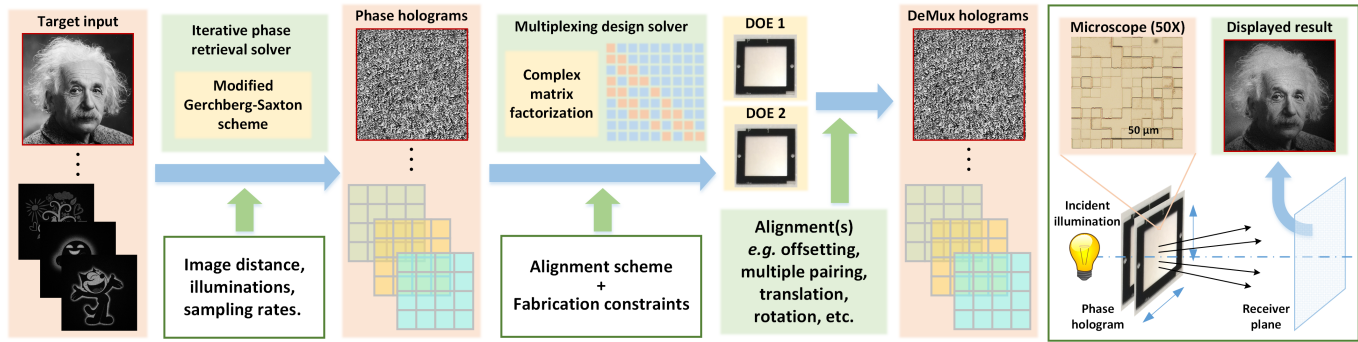 Target input
Iterative phase
retrieval solver
Modified
Gerchberg-Saxton
scheme
Image distance,
illuminations,
sampling rates.
Phase holograms
Multiplexing design solver
Complex
matrix
factorization
Alignment scheme
+
Fabrication constraints
DOE 1
DOE 2
Alignment(s)
e.g. offsetting,
multiple pairing,
translation,
rotation, etc.
DeMux holograms
Microscope (50X)
50 μm
Displayed result
Incident
illumination
Phase
hologram
Receiver
plane